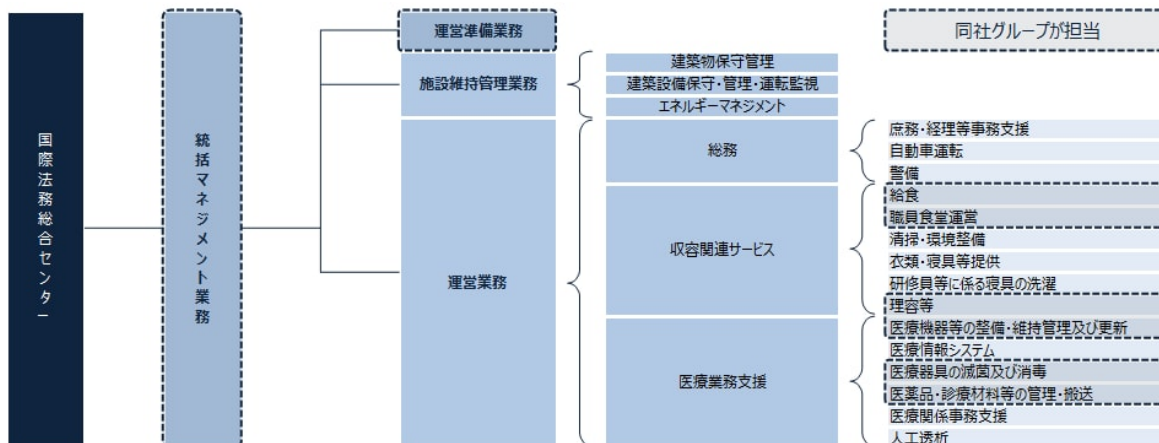 国際法務総合センター
統括マネジメント業務
運営準備業務
施設維持管理業務
運営業務
建築物保守管理
建築設備保守・管理・運転監視
エネルギーマネジメント
総務
収容関連サービス
医療業務支援
同社グループが担当
庶務・経理等事務支援
自動車運転
警備
給食
職員食堂運営
清掃・環境整備
衣類・寝具等提供
研修員等に係る寝具の洗濯
理容等
医療機器等の整備・維持管理及び更新
医療情報システム
医療器具の滅菌及び消毒
医薬品・診療材料等の管理・搬送
医療関係事務支援
人工透析